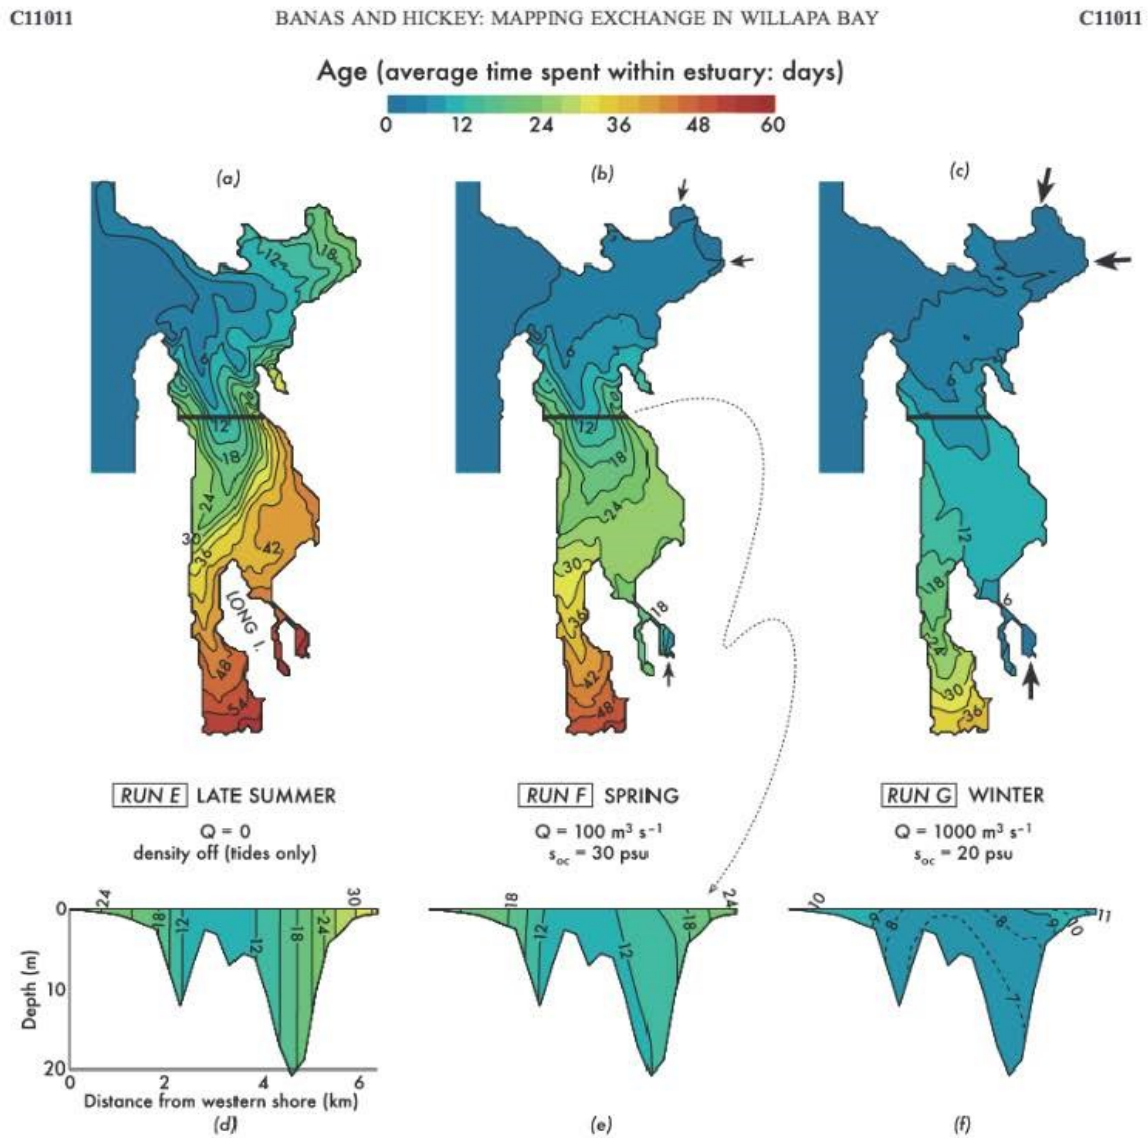 C11011 BANAS AND HICKEY: MAPPING EXCHANGE IN WILLAPA BAY C11011
Age (average time spent within estuary: days)
0 12 24 36 48 60
(a) (b) (c)
12 18
6
12
18
24
30
36
42
LONG I.
48
54
6
12
18
24
30
36
18
42
48
6
12
6
18
24
30
36
RUN E LATE SUMMER
Q = 0
density off (tides only)
RUN F SPRING
Q = 100 m³ s⁻¹
s_oc = 30 psu
RUN G WINTER
Q = 1000 m³ s⁻¹
s_oc = 20 psu
24 30
18 12 12 18 24
0
10
20
Depth (m)
0 2 4 6
Distance from western shore (km)
(d)
18 24
12 12 18
(e)
10 11
9 8 8 9 10
7
(f)